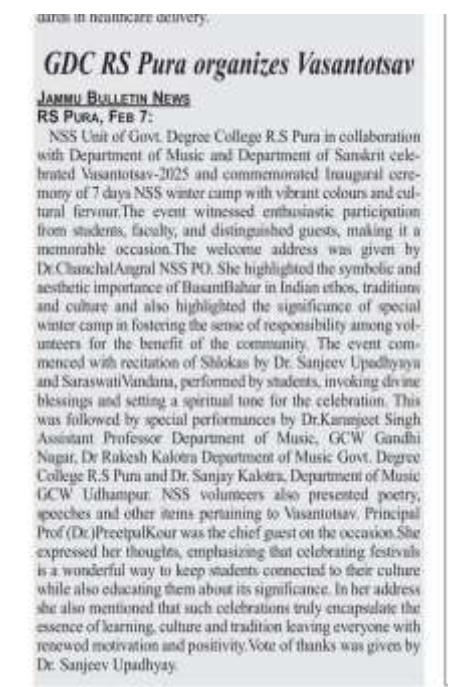 dards in healthcare delivery.
GDC RS Pura organizes Vasantotsav
JAMMU BULLETIN NEWS
RS PURA, FEB 7:
NSS Unit of Govt. Degree College R.S Pura in collaboration
with Department of Music and Department of Sanskrit cele-
brated Vasantotsav-2025 and commemorated Inaugural cere-
mony of 7 days NSS winter camp with vibrant colours and cul-
tural fervour.The event witnessed enthusiastic participation
from students, faculty, and distinguished guests, making it a
memorable occasion.The welcome address was given by
Dr.ChanchalAngral NSS PO. She highlighted the symbolic and
aesthetic importance of BasantBahar in Indian ethos, traditions
and culture and also highlighted the significance of special
winter camp in fostering the sense of responsibility among vol-
unteers for the benefit of the community. The event com-
menced with recitation of Shlokas by Dr. Sanjeev Upadhyaya
and SaraswatiVandana, performed by students, invoking divine
blessings and setting a spiritual tone for the celebration. This
was followed by special performances by Dr.Karamjeet Singh
Assistant Professor Department of Music, GCW Gandhi
Nagar, Dr Rakesh Kalotra Department of Music Govt. Degree
College R.S Pura and Dr. Sanjay Kalotra, Department of Music
GCW Udhampur. NSS volunteers also presented poetry,
speeches and other items pertaining to Vasantotsav. Principal
Prof (Dr.)PreetpalKour was the chief guest on the occasion.She
expressed her thoughts, emphasizing that celebrating festivals
is a wonderful way to keep students connected to their culture
while also educating them about its significance. In her address
she also mentioned that such celebrations truly encapsulate the
essence of learning, culture and tradition leaving everyone with
renewed motivation and positivity.Vote of thanks was given by
Dr. Sanjeev Upadhyay.